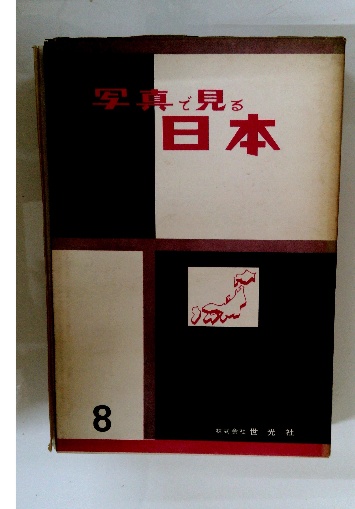 写真で見る
日本
8
株式会社 世光社